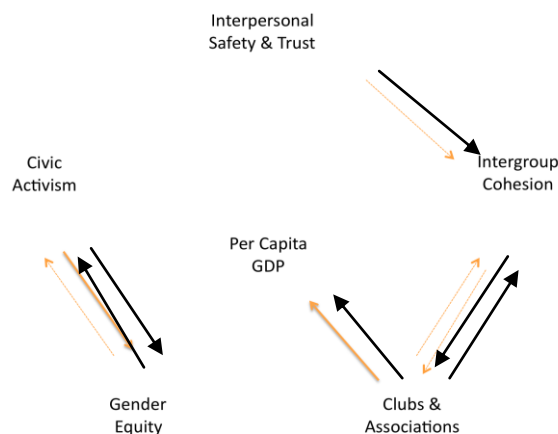 Interpersonal
Safety & Trust
Civic
Activism
Intergroup
Cohesion
Per Capita
GDP
Gender
Equity
Clubs &
Associations